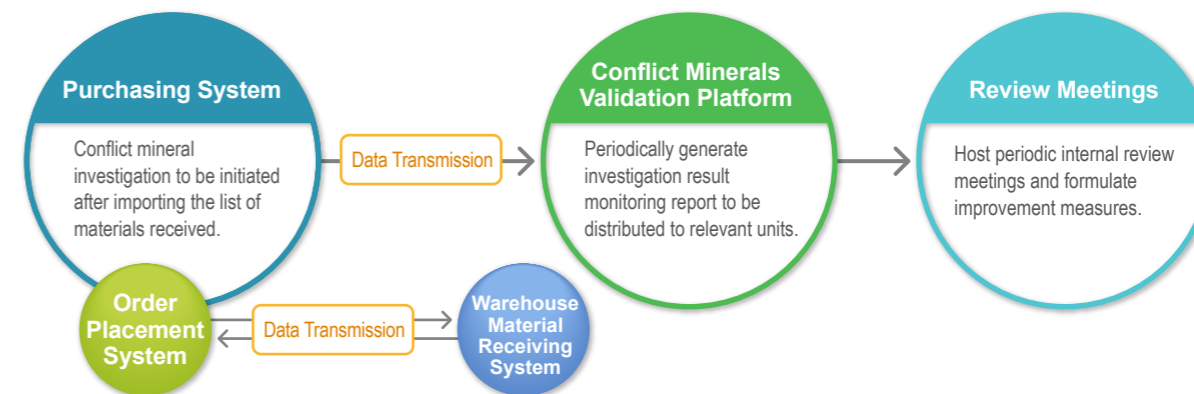 Purchasing System
Conflict mineral
investigation to be initiated
after importing the list of
materials received.
Data Transmission
Conflict Minerals
Validation Platform
Periodically generate
investigation result
monitoring report to be
distributed to relevant units.
Review Meetings
Host periodic internal review
meetings and formulate
improvement measures.
Order
Placement
System
Data Transmission
Warehouse
Material
Receiving
System